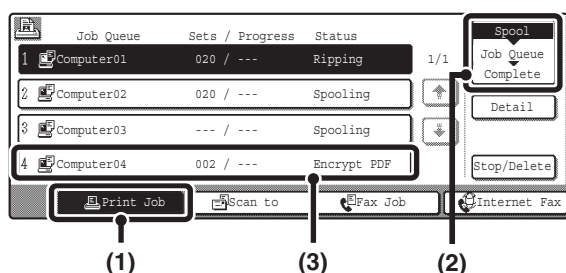 Job Queue Sets / Progress Status Spool
1 Computer01 020 / --- Ripping 1/1 Job Queue
Complete
2 Computer02 020 / --- Spooling
Detail
3 Computer03 --- / --- Spooling
4 Computer04 002 / --- Encrypt PDF Stop/Delete
Print Job Scan to Fax Job Internet Fax
(1) (3) (2)